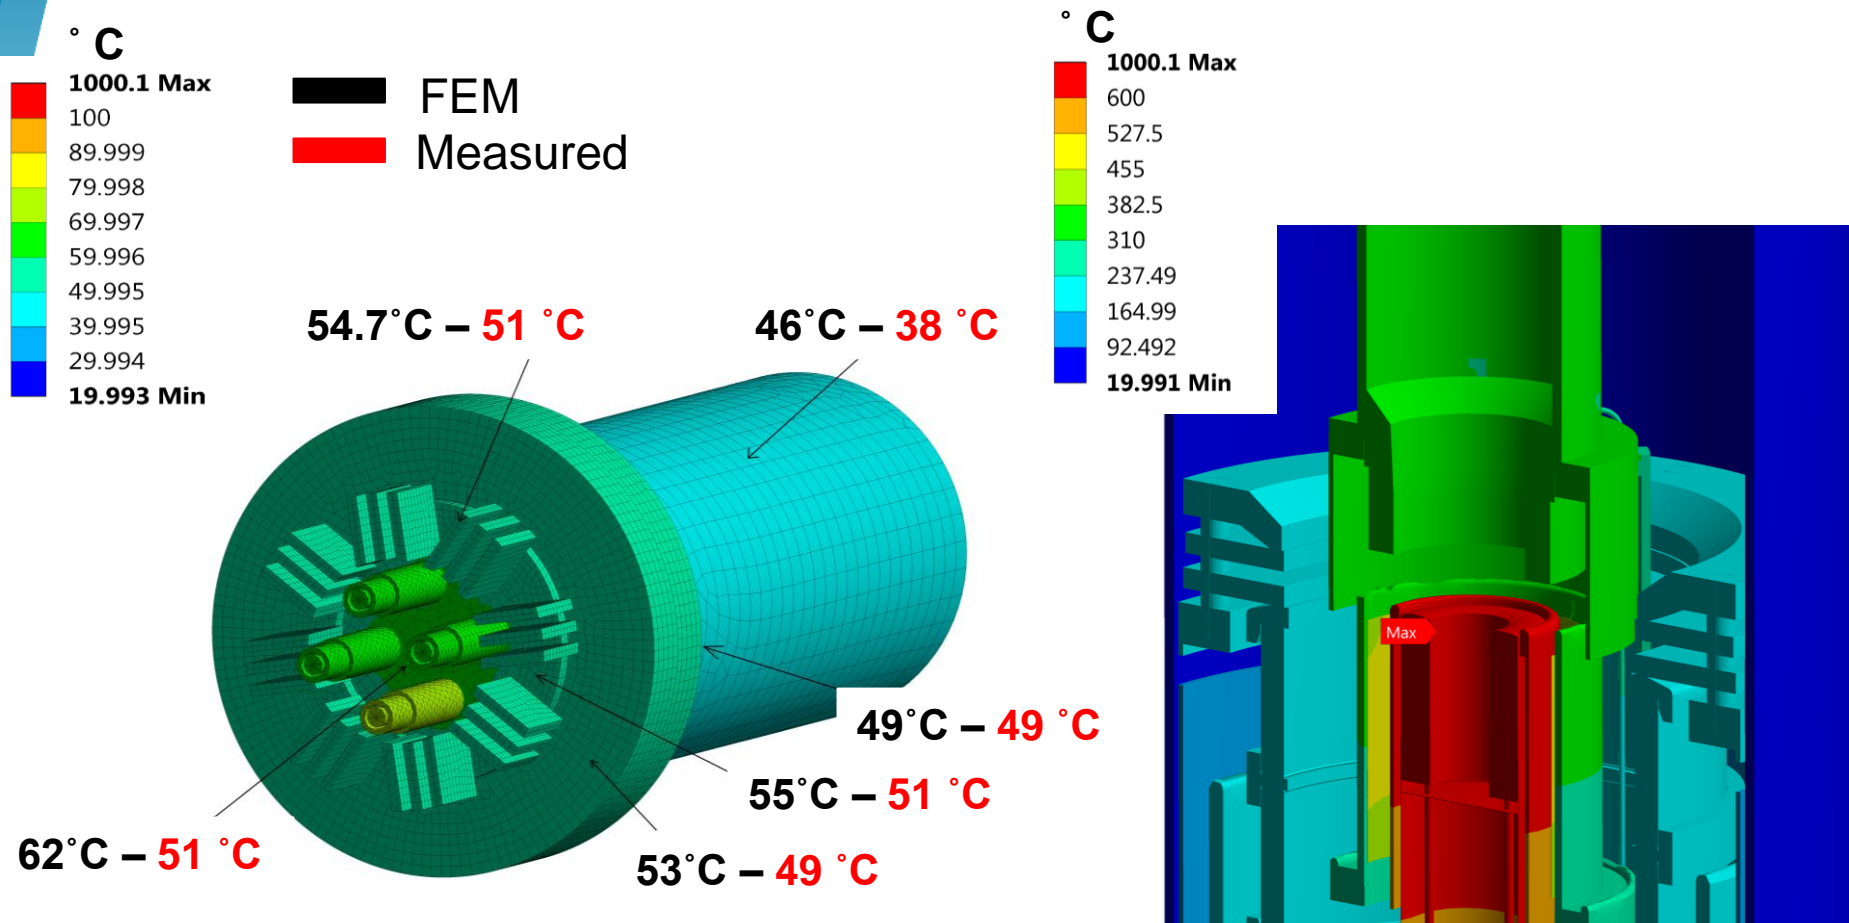 ˚ C
1000.1 Max
100
89.999
79.998
69.997
59.996
49.995
39.995
29.994
19.993 Min
FEM
Measured
54.7˚C – 51 ˚C
46˚C – 38 ˚C
49˚C – 49 ˚C
55˚C – 51 ˚C
53˚C – 49 ˚C
62˚C – 51 ˚C
˚ C
1000.1 Max
600
527.5
455
382.5
310
237.49
164.99
92.492
19.991 Min
Max